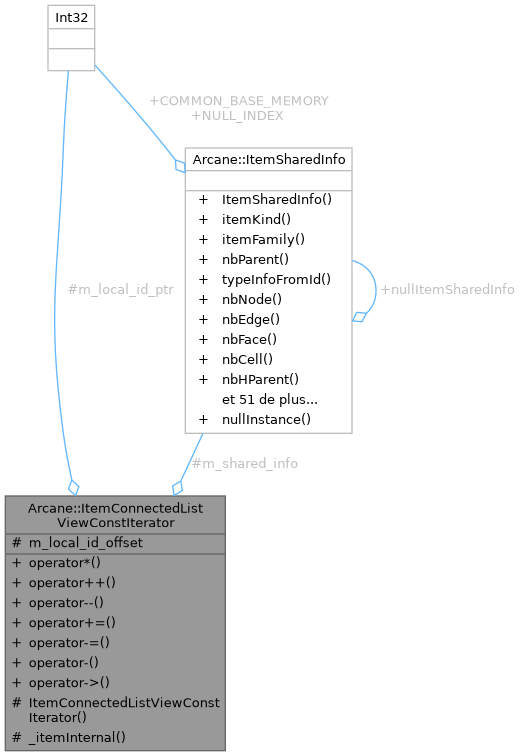 Int32
+COMMON_BASE_MEMORY
+NULL_INDEX
Arcane::ItemSharedInfo
+ ItemSharedInfo()
+ itemKind()
+ itemFamily()
+ nbParent()
+ typeInfoFromId()
+ nbNode()
+ nbEdge()
+ nbFace()
+ nbCell()
+ nbHParent()
et 51 de plus...
+ nullInstance()
+nullItemSharedInfo
#m_local_id_ptr
#m_shared_info
Arcane::ItemConnectedList
ViewConstIterator
# m_local_id_offset
+ operator*()
+ operator++()
+ operator--()
+ operator+=()
+ operator-=()
+ operator-()
+ operator->()
# ItemConnectedListViewConst
Iterator()
# _itemInternal()